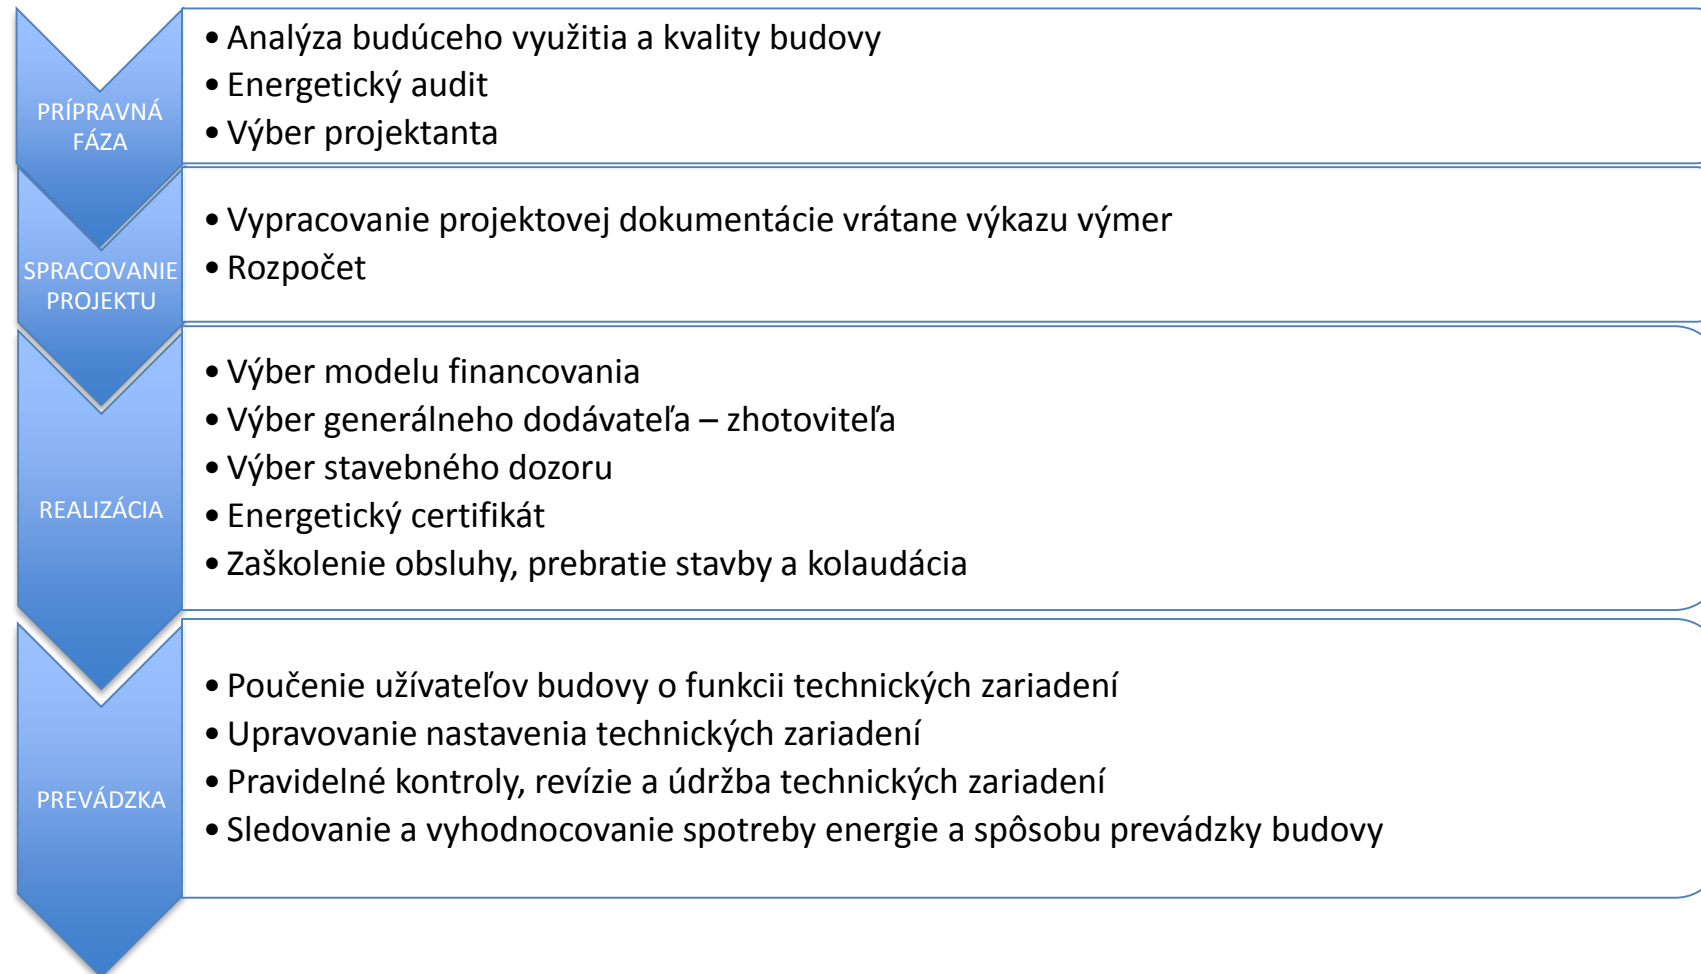 PRÍPRAVNÁ
FÁZA
• Analýza budúceho využitia a kvality budovy
• Energetický audit
• Výber projektanta
SPRACOVANIE
PROJEKTU
• Vypracovanie projektovej dokumentácie vrátane výkazu výmer
• Rozpočet
REALIZÁCIA
• Výber modelu financovania
• Výber generálneho dodávateľa – zhotoviteľa
• Výber stavebného dozoru
• Energetický certifikát
• Zaškolenie obsluhy, prebratie stavby a kolaudácia
PREVÁDZKA
• Poučenie užívateľov budovy o funkcii technických zariadení
• Upravovanie nastavenia technických zariadení
• Pravidelné kontroly, revízie a údržba technických zariadení
• Sledovanie a vyhodnocovanie spotreby energie a spôsobu prevádzky budovy